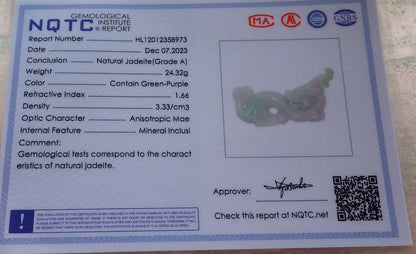 NQTC® GEMOLOGICAL
INSTITUTE
REPORT
MA
CNAS
Report Number HL12012358973
Date Dec 07,2023
Conclusion Natural Jadeite(Grade A)
Weight 24.32g
Color Contain Green-Purple
Refractive Index 1.66
Density 3.33/cm3
Optic Character Anisotropic Mae
Internal Feature Mineral Inclusi
Comment:
Gemological tests correspond to the charact
eristics of natural jadeite.
Approver:
Check this report at NQTC.net
!